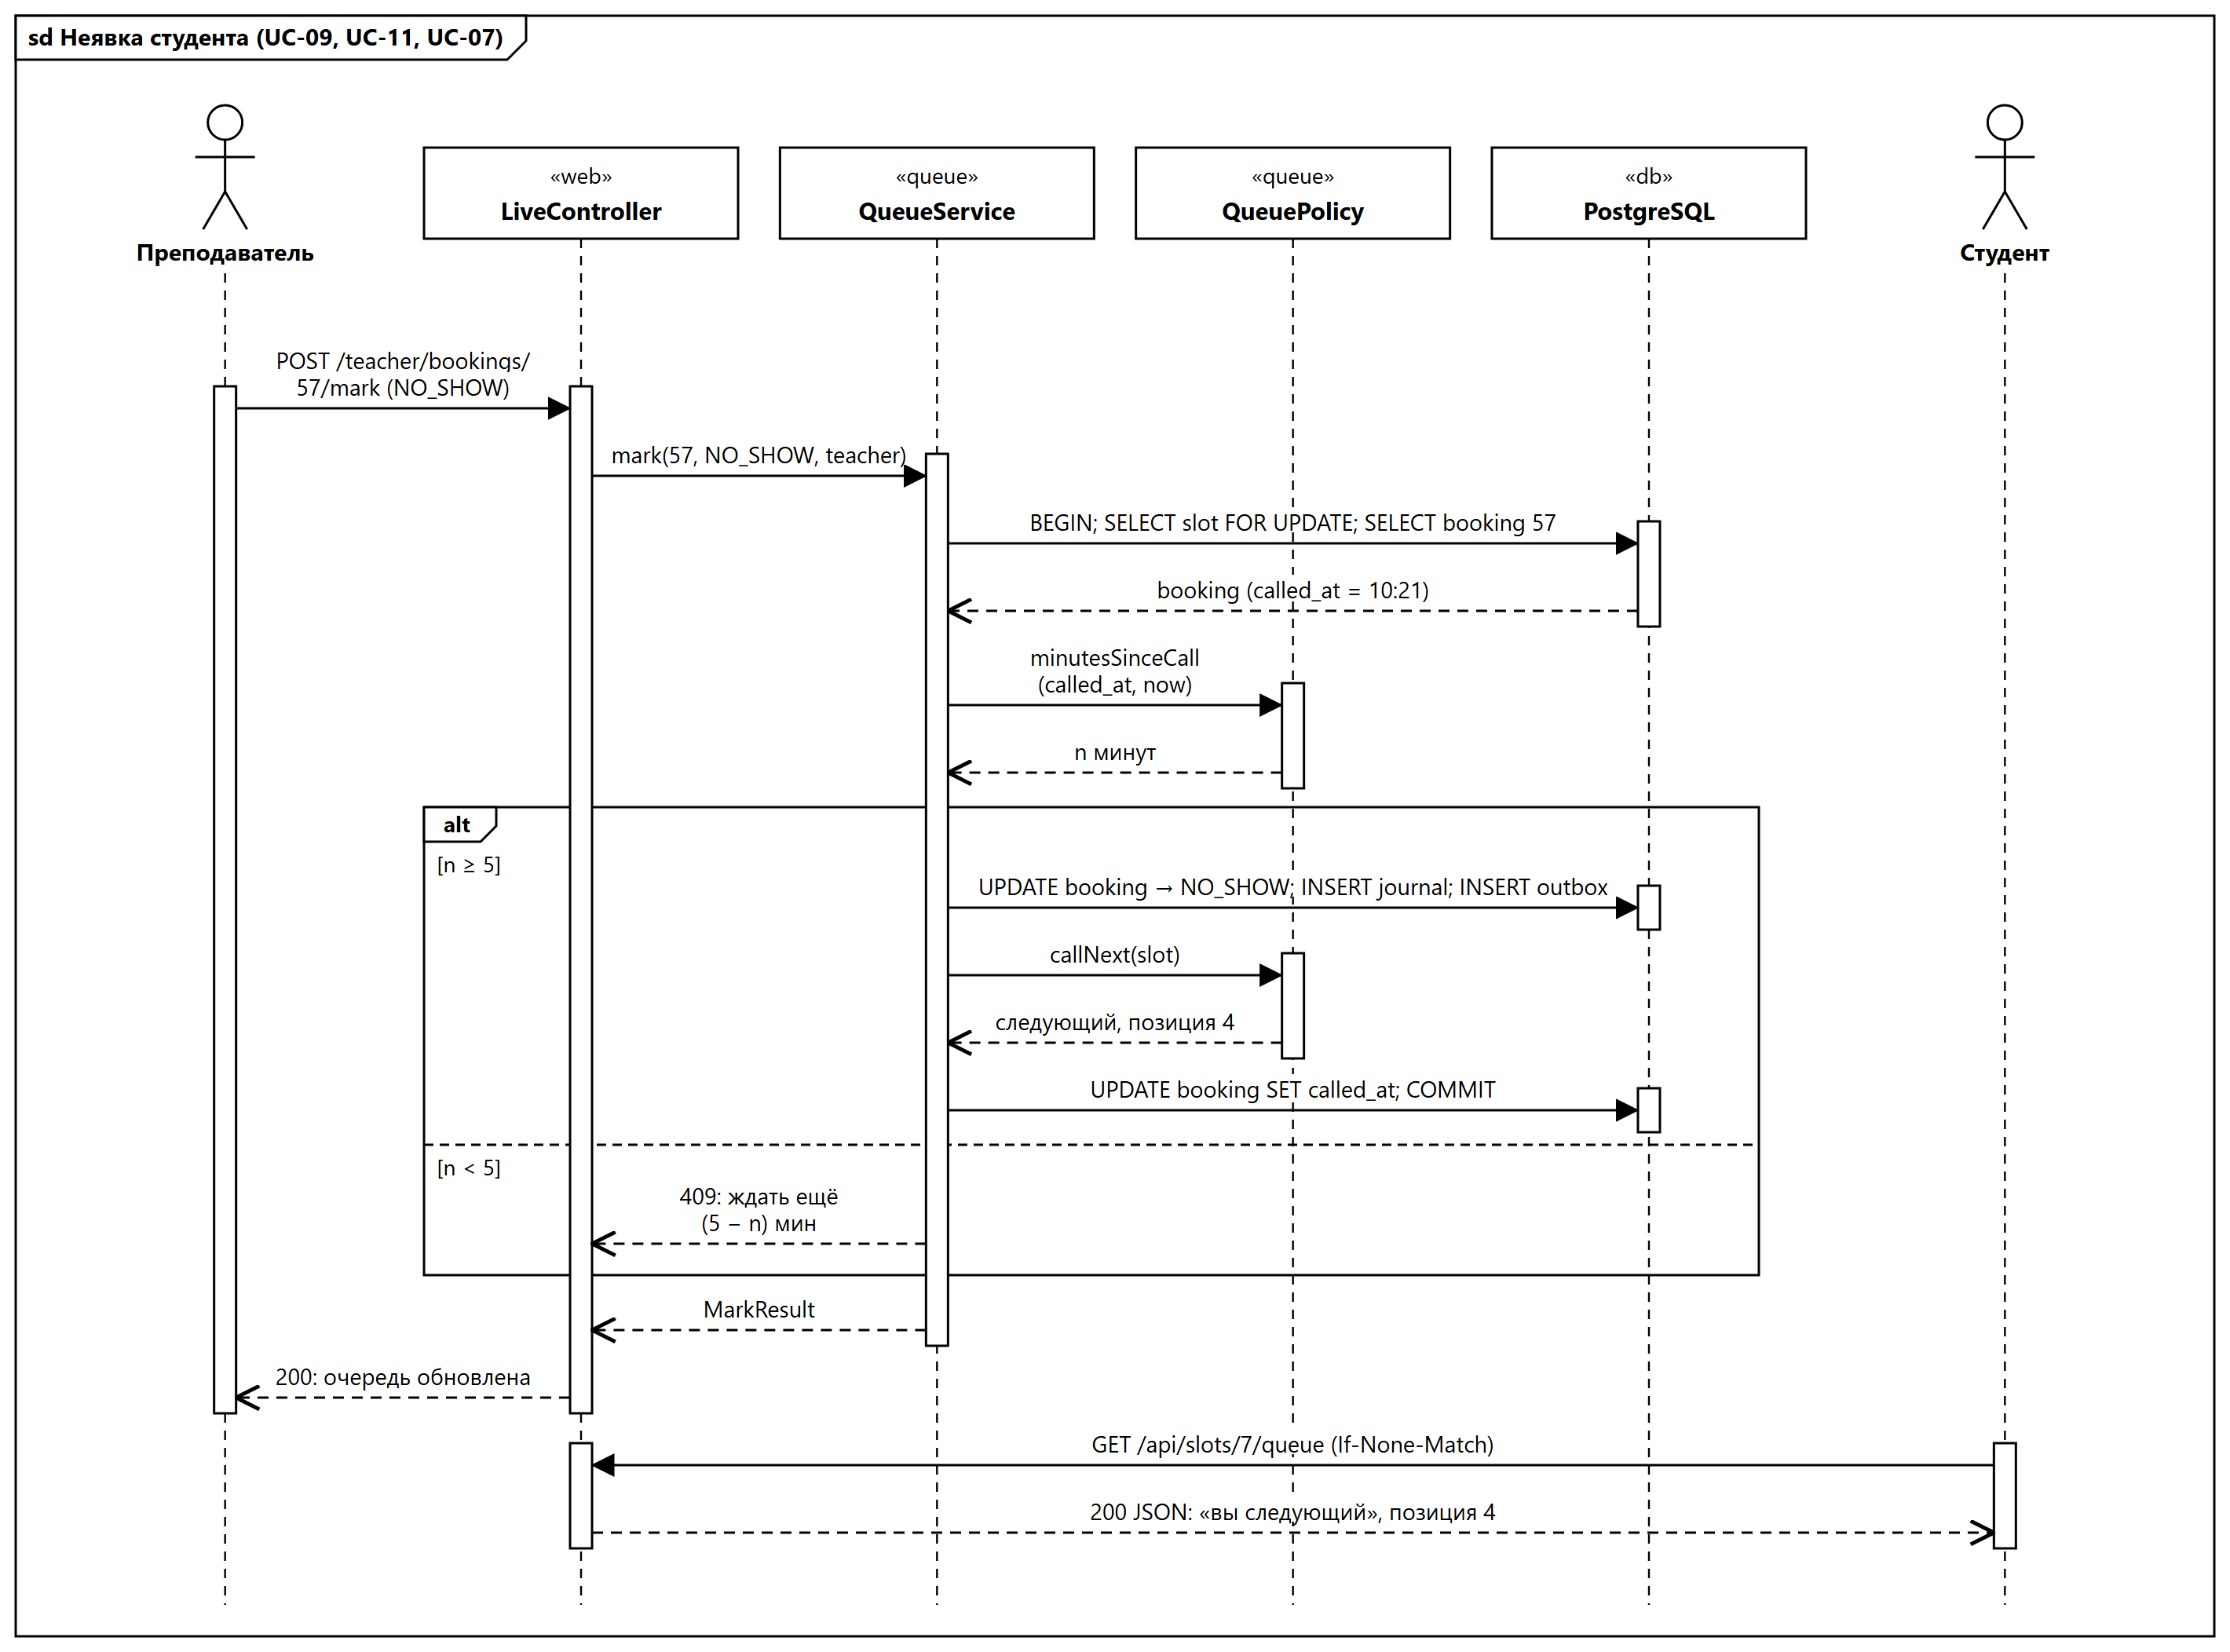 sd Неявка студента (UC-09, UC-11, UC-07)
Преподаватель
«web»
LiveController
«queue»
QueueService
«queue»
QueuePolicy
«db»
PostgreSQL
Студент
POST /teacher/bookings/
57/mark (NO_SHOW)
mark(57, NO_SHOW, teacher)
BEGIN; SELECT slot FOR UPDATE; SELECT booking 57
booking (called_at = 10:21)
minutesSinceCall
(called_at, now)
n минут
alt
[n ≥ 5]
UPDATE booking → NO_SHOW; INSERT journal; INSERT outbox
callNext(slot)
следующий, позиция 4
UPDATE booking SET called_at; COMMIT
[n < 5]
409: ждать ещё
(5 − n) мин
MarkResult
200: очередь обновлена
GET /api/slots/7/queue (If-None-Match)
200 JSON: «вы следующий», позиция 4